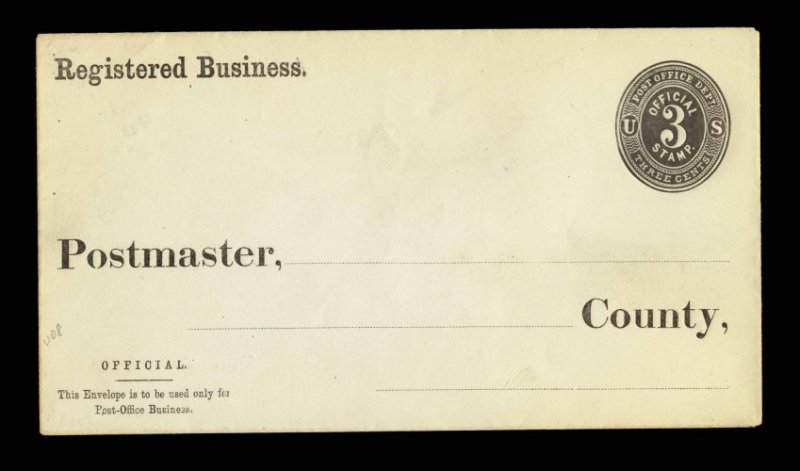 Registered Business.
POST OFFICE DEPT
OFFICIAL
U 3 S
STAMP.
THREE CENTS
Postmaster,
County,
UO8
OFFICIAL.
This Envelope is to be used only for
Post-Office Business.